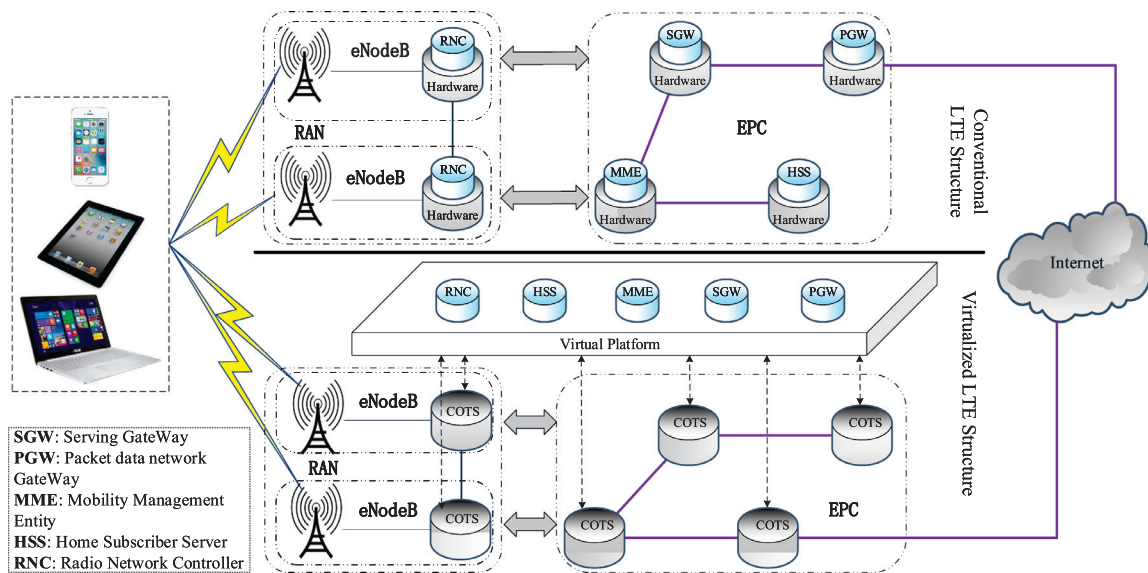 eNodeB
RNC
Hardware
RAN
eNodeB
RNC
Hardware
SGW
Hardware
PGW
Hardware
EPC
MME
Hardware
HSS
Hardware
Conventional
LTE Structure
Internet
RNC
HSS
MME
SGW
PGW
Virtual Platform
Virtualized LTE Structure
eNodeB
COTS
RAN
eNodeB
COTS
COTS
COTS
EPC
COTS
COTS
SGW: Serving GateWay
PGW: Packet data network
GateWay
MME: Mobility Management
Entity
HSS: Home Subscriber Server
RNC: Radio Network Controller